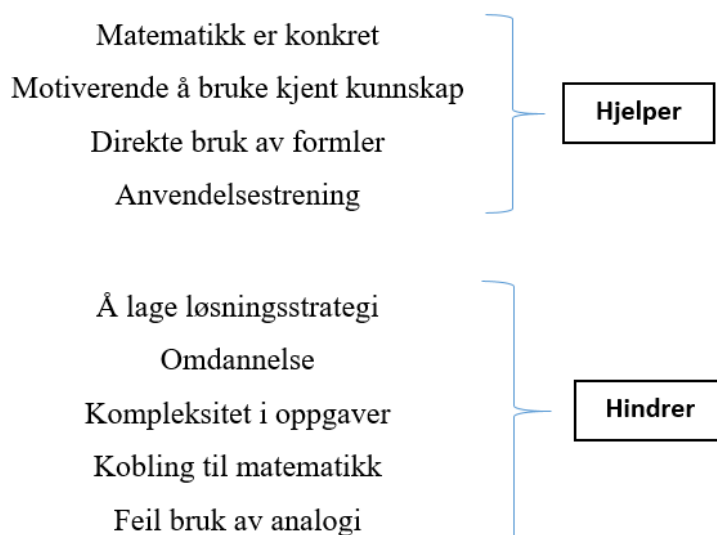 Matematikk er konkret
Motiverende å bruke kjent kunnskap
Direkte bruk av formler
Anvendelsestrening
Hjelper
Å lage løsningsstrategi
Omdannelse
Kompleksitet i oppgaver
Kobling til matematikk
Feil bruk av analogi
Hindrer